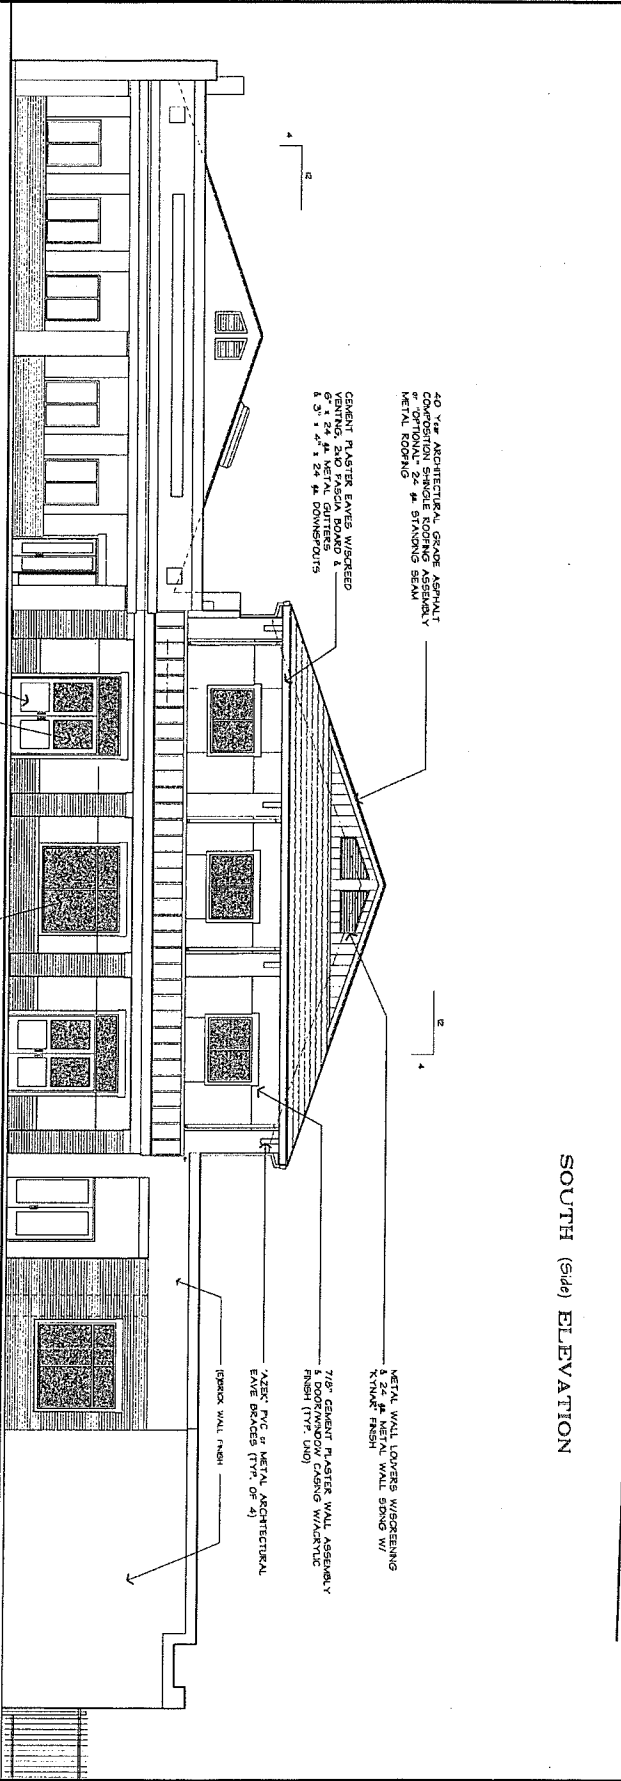 SOUTH (Side) ELEVATION
12
4
40 Year ARCHITECTURAL GRADE ASPHALT
COMPOSITION SHINGLE ROOFING ASSEMBLY
or "OPTIONAL" 24 ga. STANDING SEAM
METAL ROOFING
CEMENT PLASTER EAVES W/SCREED
VENTING, 2x10 FASCIA BOARD &
6" x 24 ga. METAL GUTTERS
& 3" x 4" x 24 ga. DOWNSPOUTS
12
4
METAL WALL LOUVERS W/SCREENING
& 24 ga. METAL WALL SIDING W/
"KYNAR" FINISH
7/8" CEMENT PLASTER WALL ASSEMBLY
& DOOR/WINDOW CASING W/ACRYLIC
FINISH (TYP. UNO)
"AZEK" PVC or METAL ARCHITECTURAL
EAVE BRACES (TYP. OF 4)
(E)BRICK WALL FINISH